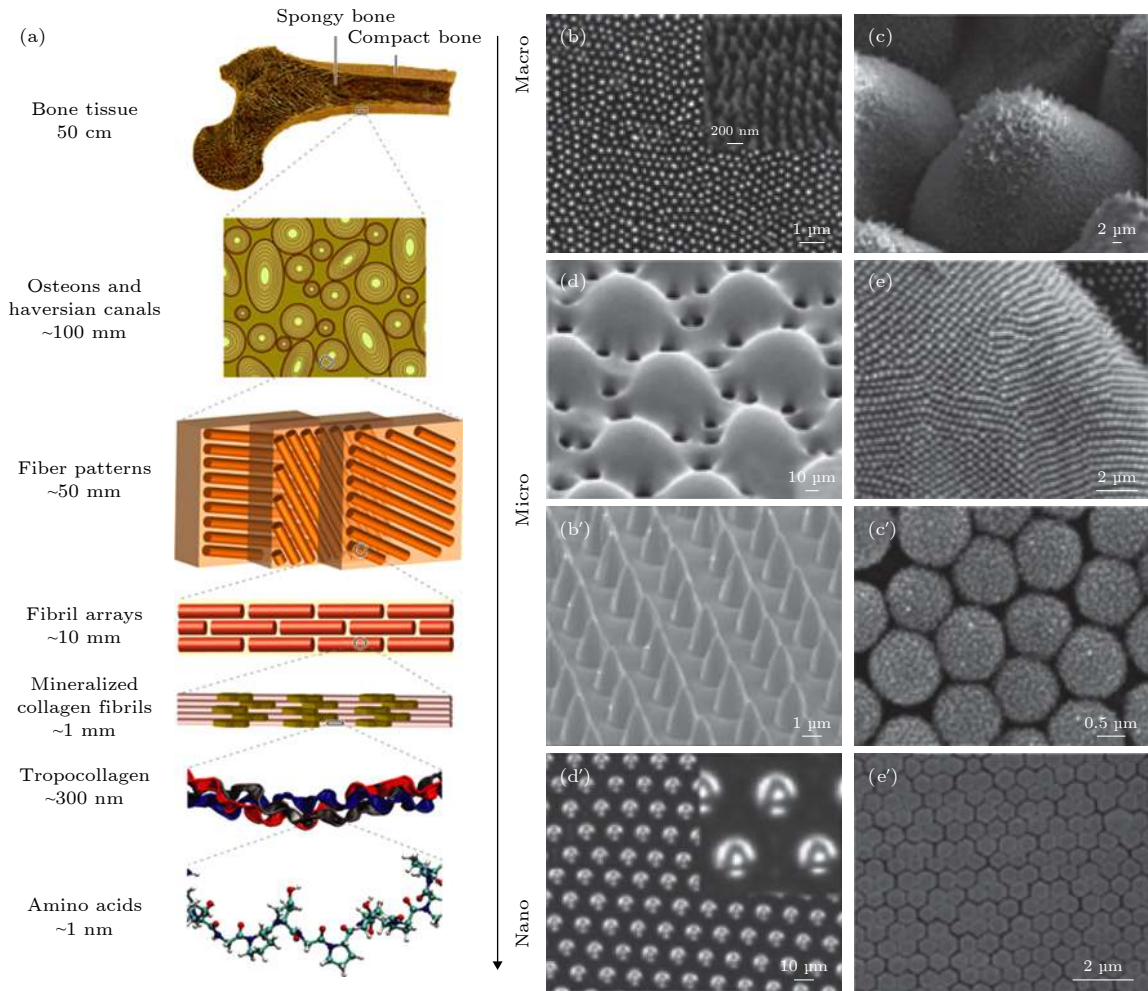 (a)
Spongy bone
Compact bone
Bone tissue
50 cm
Osteons and
haversian canals
~100 mm
Fiber patterns
~50 mm
Fibril arrays
~10 mm
Mineralized
collagen fibrils
~1 mm
Tropocollagen
~300 nm
Amino acids
~1 nm
Macro
Micro
Nano
(b)
200 nm
1 µm
(c)
2 µm
(d)
10 µm
(e)
2 µm
(b′)
1 µm
(c′)
0.5 µm
(d′)
10 µm
(e′)
2 µm